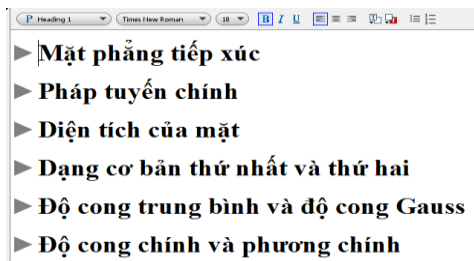 Heading 1 Times New Roman 18 B I U
Mặt phẳng tiếp xúc
Pháp tuyến chính
Diện tích của mặt
Dạng cơ bản thứ nhất và thứ hai
Độ cong trung bình và độ cong Gauss
Độ cong chính và phương chính